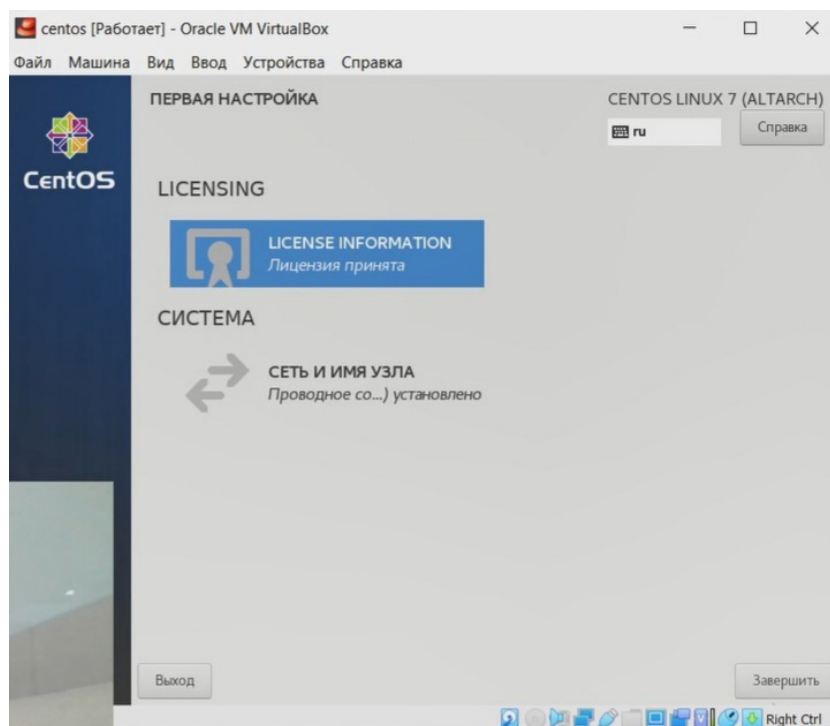 centos [Работает] - Oracle VM VirtualBox
Файл Машина Вид Ввод Устройства Справка
ПЕРВАЯ НАСТРОЙКА
CENTOS LINUX 7 (ALTARCH)
ru
Справка
CentOS
LICENSING
LICENSE INFORMATION
Лицензия принята
СИСТЕМА
СЕТЬ И ИМЯ УЗЛА
Проводное со...) установлено
Выход
Завершить
Right Ctrl